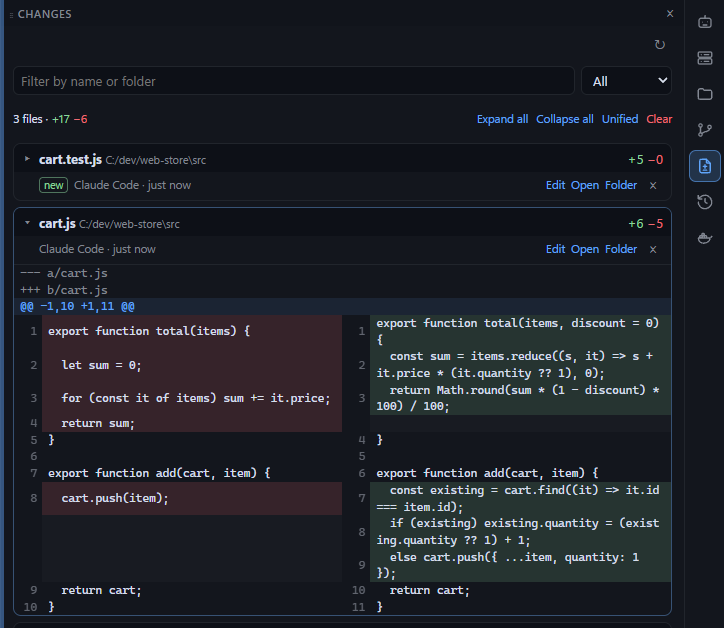 CHANGES
Filter by name or folder
All
3 files · +17 −6
Expand all Collapse all Unified Clear
cart.test.js C:/dev/web-store\src
+5 −0
new Claude Code · just now
Edit Open Folder x
cart.js C:/dev/web-store\src
+6 −5
Claude Code · just now
Edit Open Folder x
--- a/cart.js
+++ b/cart.js
@@ -1,10 +1,11 @@
1 export function total(items) {
2 let sum = 0;
3 for (const it of items) sum += it.price;
4 return sum;
5 }
6
7 export function add(cart, item) {
8 cart.push(item);
9 return cart;
10 }
1 export function total(items, discount = 0)
{
2 const sum = items.reduce((s, it) => s +
it.price * (it.quantity ?? 1), 0);
3 return Math.round(sum * (1 − discount) *
100) / 100;
4 }
5
6 export function add(cart, item) {
7 const existing = cart.find((it) => it.id
=== item.id);
8 if (existing) existing.quantity = (exist
ing.quantity ?? 1) + 1;
9 else cart.push({ ...item, quantity: 1
});
10 return cart;
11 }